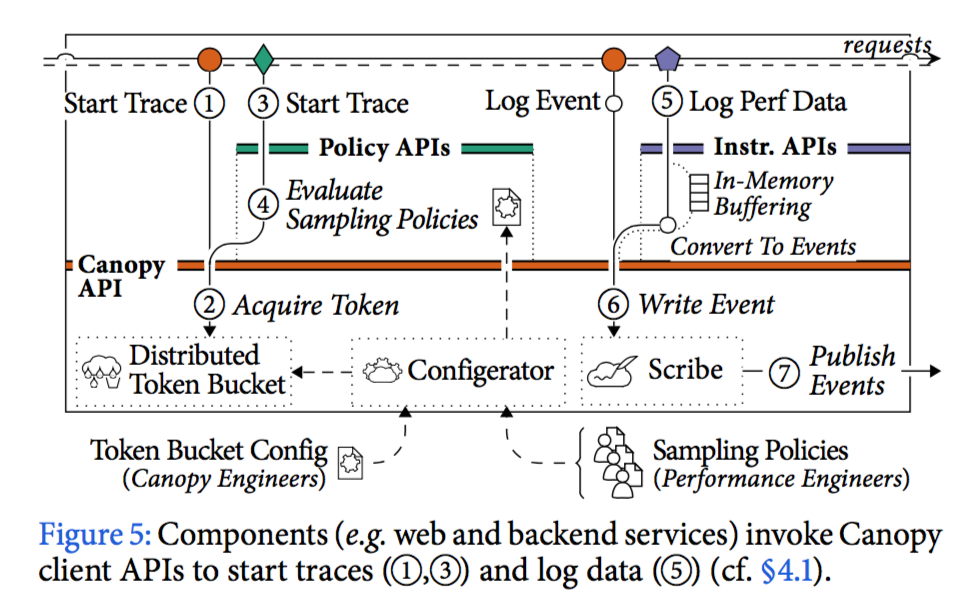 requests
Start Trace ① ③ Start Trace
Log Event
⑤ Log Perf Data
Policy APIs
Instr. APIs
④ Evaluate
Sampling Policies
In-Memory
Buffering
Convert To Events
Canopy
API
② Acquire Token
⑥ Write Event
Distributed
Token Bucket
Configerator
Scribe
⑦ Publish
Events
Token Bucket Config
(Canopy Engineers)
Sampling Policies
(Performance Engineers)
Figure 5: Components (e.g. web and backend services) invoke Canopy
client APIs to start traces (①,③) and log data (⑤) (cf. §4.1).